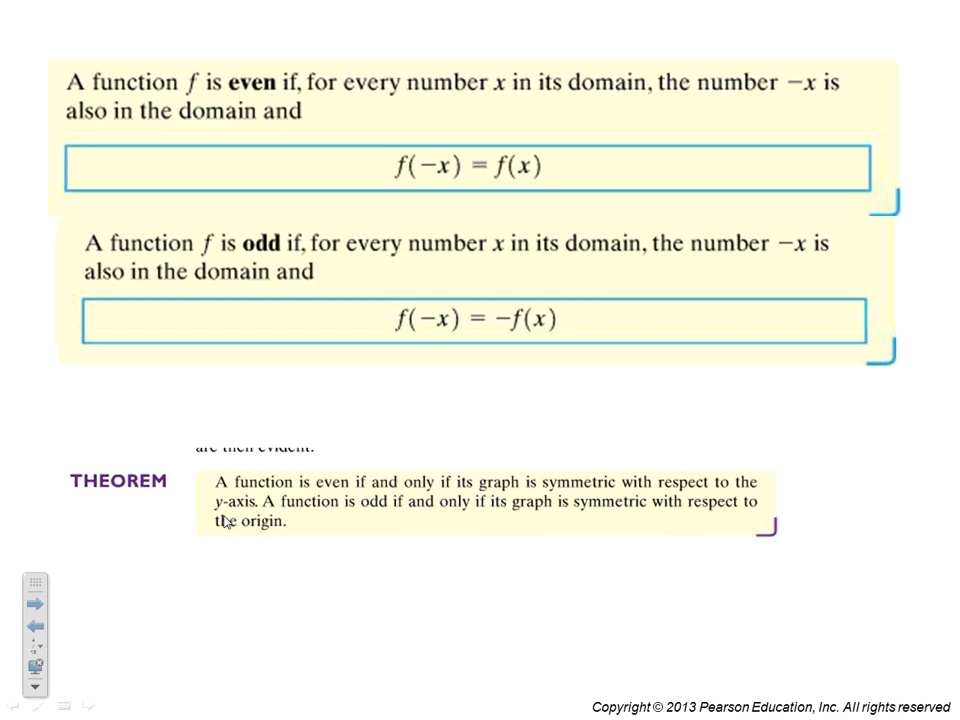 A function f is even if, for every number x in its domain, the number −x is
also in the domain and
f(−x) = f(x)
A function f is odd if, for every number x in its domain, the number −x is
also in the domain and
f(−x) = −f(x)
are then evident.
THEOREM
A function is even if and only if its graph is symmetric with respect to the
y-axis. A function is odd if and only if its graph is symmetric with respect to
the origin.
Copyright © 2013 Pearson Education, Inc. All rights reserved